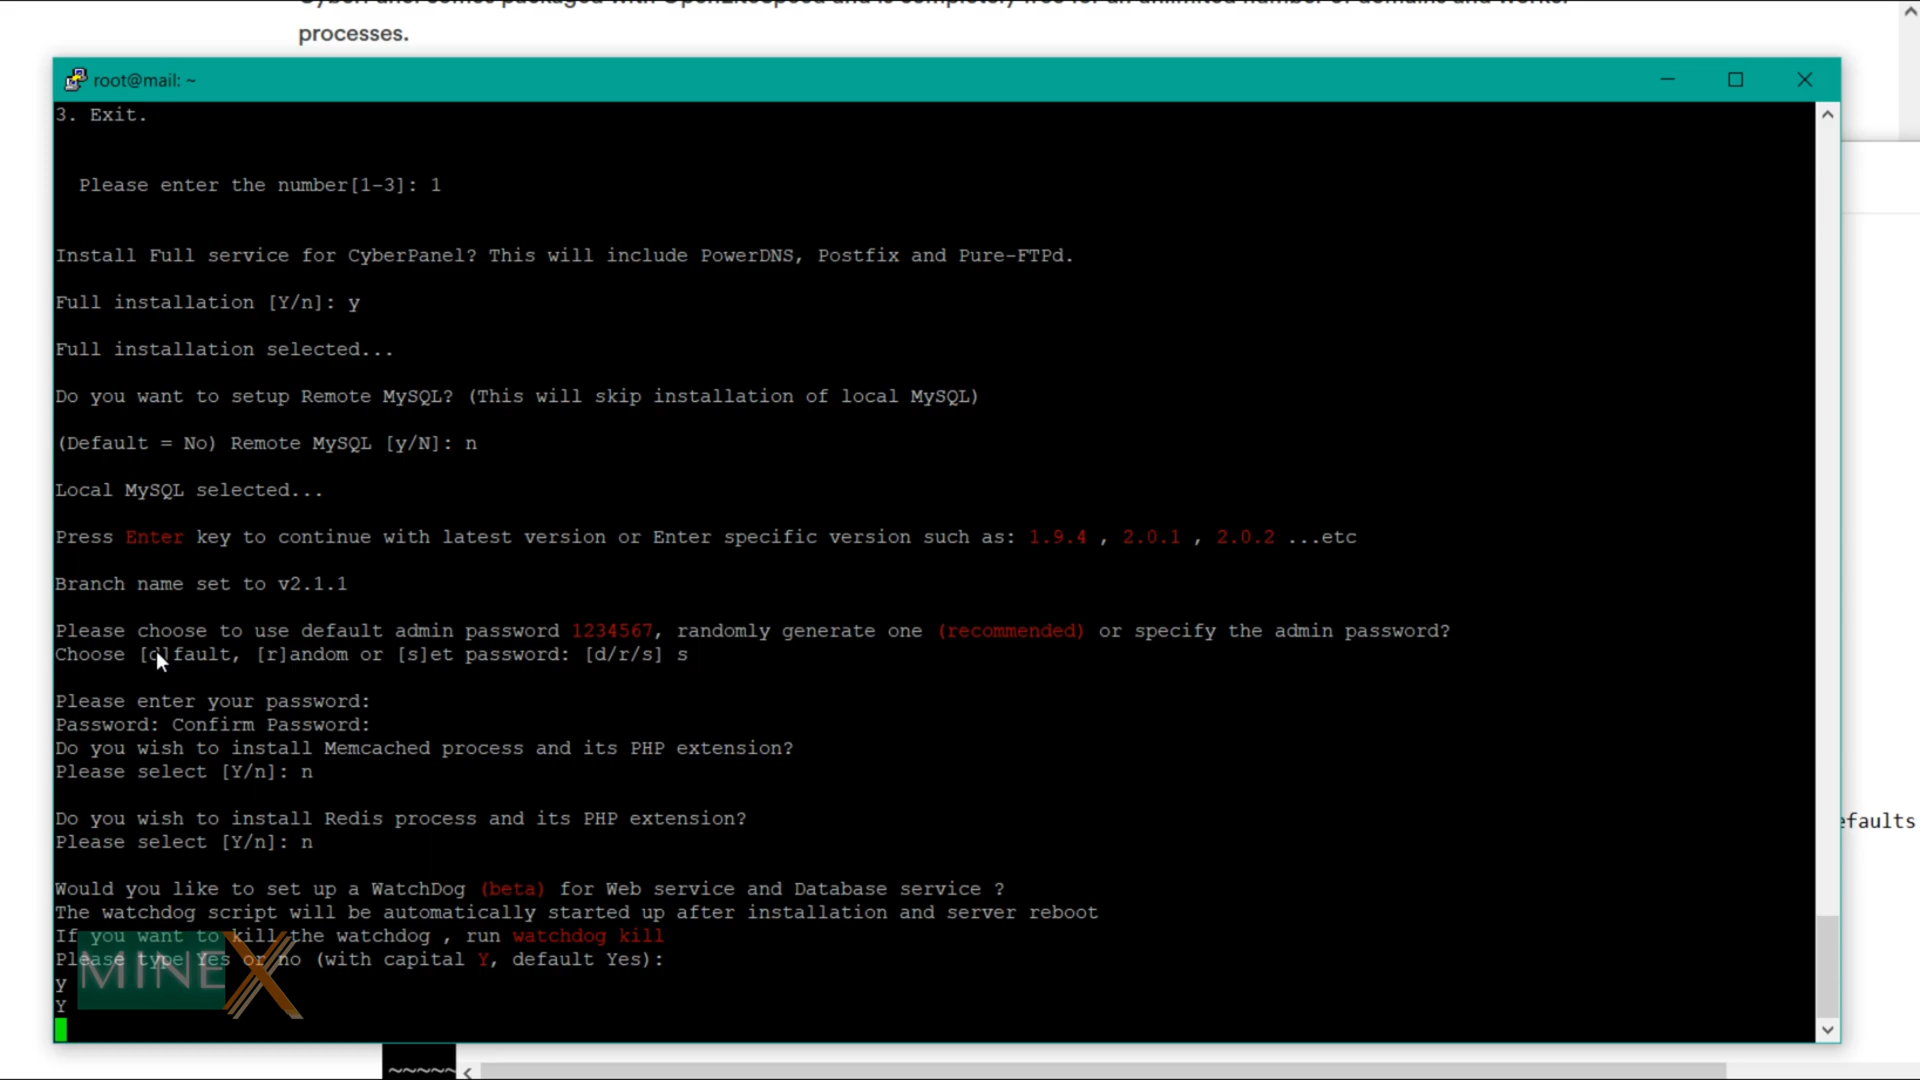 processes.
root@mail: ~
3. Exit.
Please enter the number[1-3]: 1
Install Full service for CyberPanel? This will include PowerDNS, Postfix and Pure-FTPd.
Full installation [Y/n]: y
Full installation selected...
Do you want to setup Remote MySQL? (This will skip installation of local MySQL)
(Default = No) Remote MySQL [y/N]: n
Local MySQL selected...
Press Enter key to continue with latest version or Enter specific version such as: 1.9.4 , 2.0.1 , 2.0.2 ...etc
Branch name set to v2.1.1
Please choose to use default admin password 1234567, randomly generate one (recommended) or specify the admin password?
Choose [d]fault, [r]andom or [s]et password: [d/r/s] s
Please enter your password:
Password: Confirm Password:
Do you wish to install Memcached process and its PHP extension?
Please select [Y/n]: n
Do you wish to install Redis process and its PHP extension?
Please select [Y/n]: n
efaults
Would you like to set up a WatchDog (beta) for Web service and Database service ?
The watchdog script will be automatically started up after installation and server reboot
If you want to kill the watchdog , run watchdog kill
Please type Yes or no (with capital Y, default Yes):
y
Y
MINEX
~~~~~